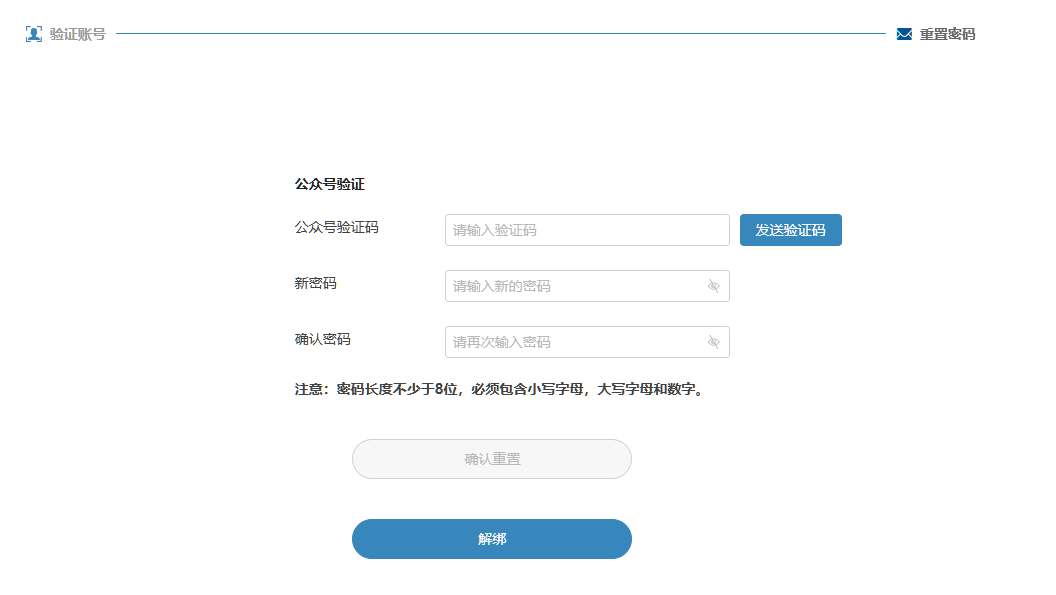 验证账号
重置密码
公众号验证
公众号验证码
请输入验证码
发送验证码
新密码
请输入新的密码
确认密码
请再次输入密码
注意：密码长度不少于8位，必须包含小写字母，大写字母和数字。
确认重置
解绑